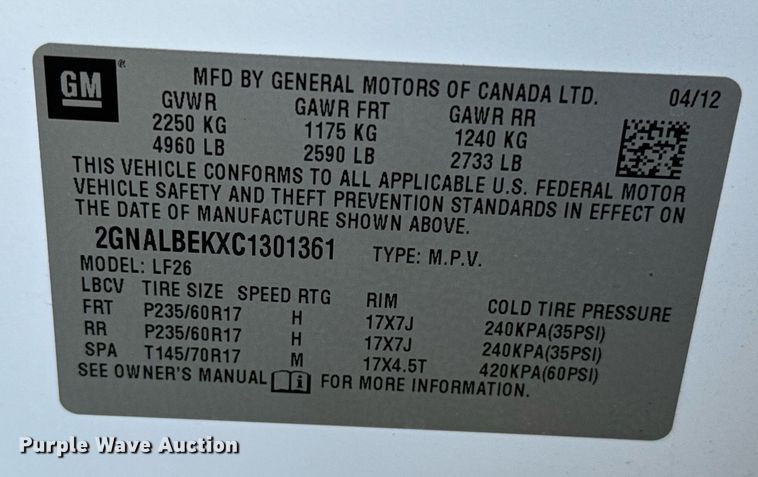 GM ®
MFD BY GENERAL MOTORS OF CANADA LTD. 04/12
GVWR GAWR FRT GAWR RR
2250 KG 1175 KG 1240 KG
4960 LB 2590 LB 2733 LB
THIS VEHICLE CONFORMS TO ALL APPLICABLE U.S. FEDERAL MOTOR
VEHICLE SAFETY AND THEFT PREVENTION STANDARDS IN EFFECT ON
THE DATE OF MANUFACTURE SHOWN ABOVE.
2GNALBEKXC1301361 TYPE: M.P.V.
MODEL: LF26
LBCV TIRE SIZE SPEED RTG RIM COLD TIRE PRESSURE
FRT P235/60R17 H 17X7J 240KPA(35PSI)
RR P235/60R17 H 17X7J 240KPA(35PSI)
SPA T145/70R17 M 17X4.5T 420KPA(60PSI)
SEE OWNER'S MANUAL i FOR MORE INFORMATION.
Purple Wave Auction